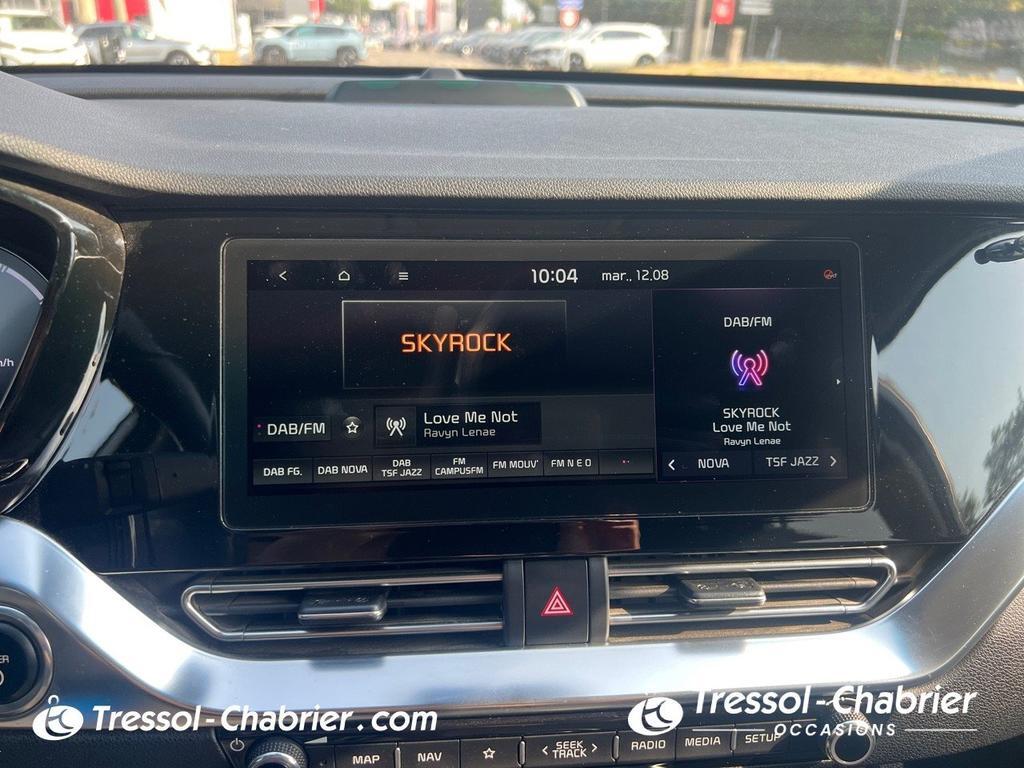 10:04 mar., 12.08
SKYROCK
DAB/FM
Love Me Not
Ravyn Lenae
DAB FG. DAB NOVA DAB TSF JAZZ FM CAMPUSFM FM MOUV' FM N E O
DAB/FM
SKYROCK
Love Me Not
Ravyn Lenae
NOVA TSF JAZZ
m/h
ER
Tressol-Chabrier.com
Tressol-Chabrier
OCCASIONS
MAP NAV SEEK TRACK RADIO MEDIA SETUP